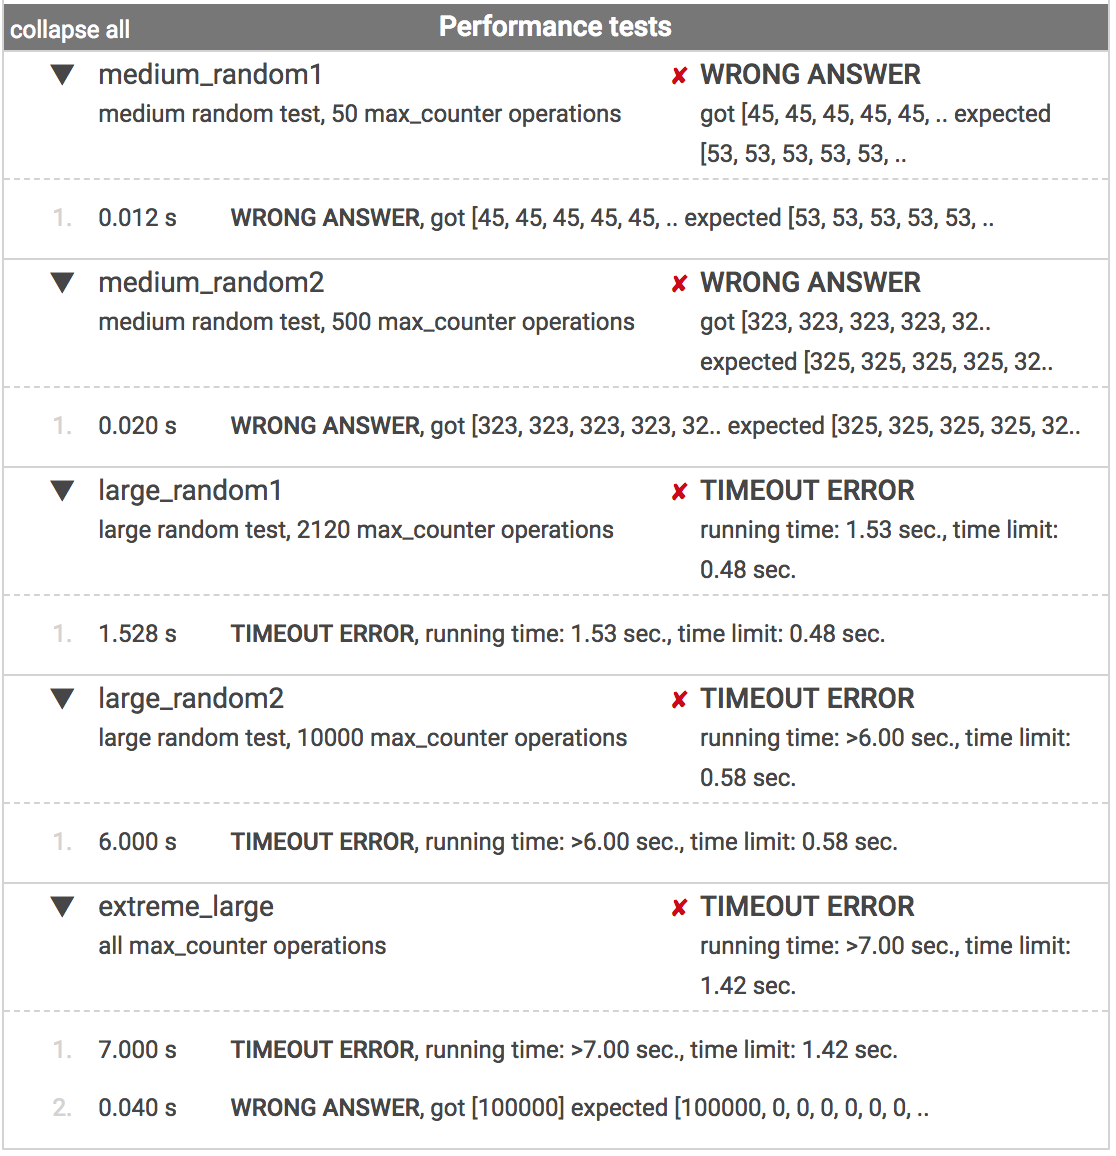 collapse all Performance tests
▼ medium_random1 ✘ WRONG ANSWER
medium random test, 50 max_counter operations got [45, 45, 45, 45, 45, .. expected
[53, 53, 53, 53, 53, ..
1. 0.012 s WRONG ANSWER, got [45, 45, 45, 45, 45, .. expected [53, 53, 53, 53, 53, ..
▼ medium_random2 ✘ WRONG ANSWER
medium random test, 500 max_counter operations got [323, 323, 323, 323, 32..
expected [325, 325, 325, 325, 32..
1. 0.020 s WRONG ANSWER, got [323, 323, 323, 323, 32.. expected [325, 325, 325, 325, 32..
▼ large_random1 ✘ TIMEOUT ERROR
large random test, 2120 max_counter operations running time: 1.53 sec., time limit:
0.48 sec.
1. 1.528 s TIMEOUT ERROR, running time: 1.53 sec., time limit: 0.48 sec.
▼ large_random2 ✘ TIMEOUT ERROR
large random test, 10000 max_counter operations running time: >6.00 sec., time limit:
0.58 sec.
1. 6.000 s TIMEOUT ERROR, running time: >6.00 sec., time limit: 0.58 sec.
▼ extreme_large ✘ TIMEOUT ERROR
all max_counter operations running time: >7.00 sec., time limit:
1.42 sec.
1. 7.000 s TIMEOUT ERROR, running time: >7.00 sec., time limit: 1.42 sec.
2. 0.040 s WRONG ANSWER, got [100000] expected [100000, 0, 0, 0, 0, 0, 0, ..